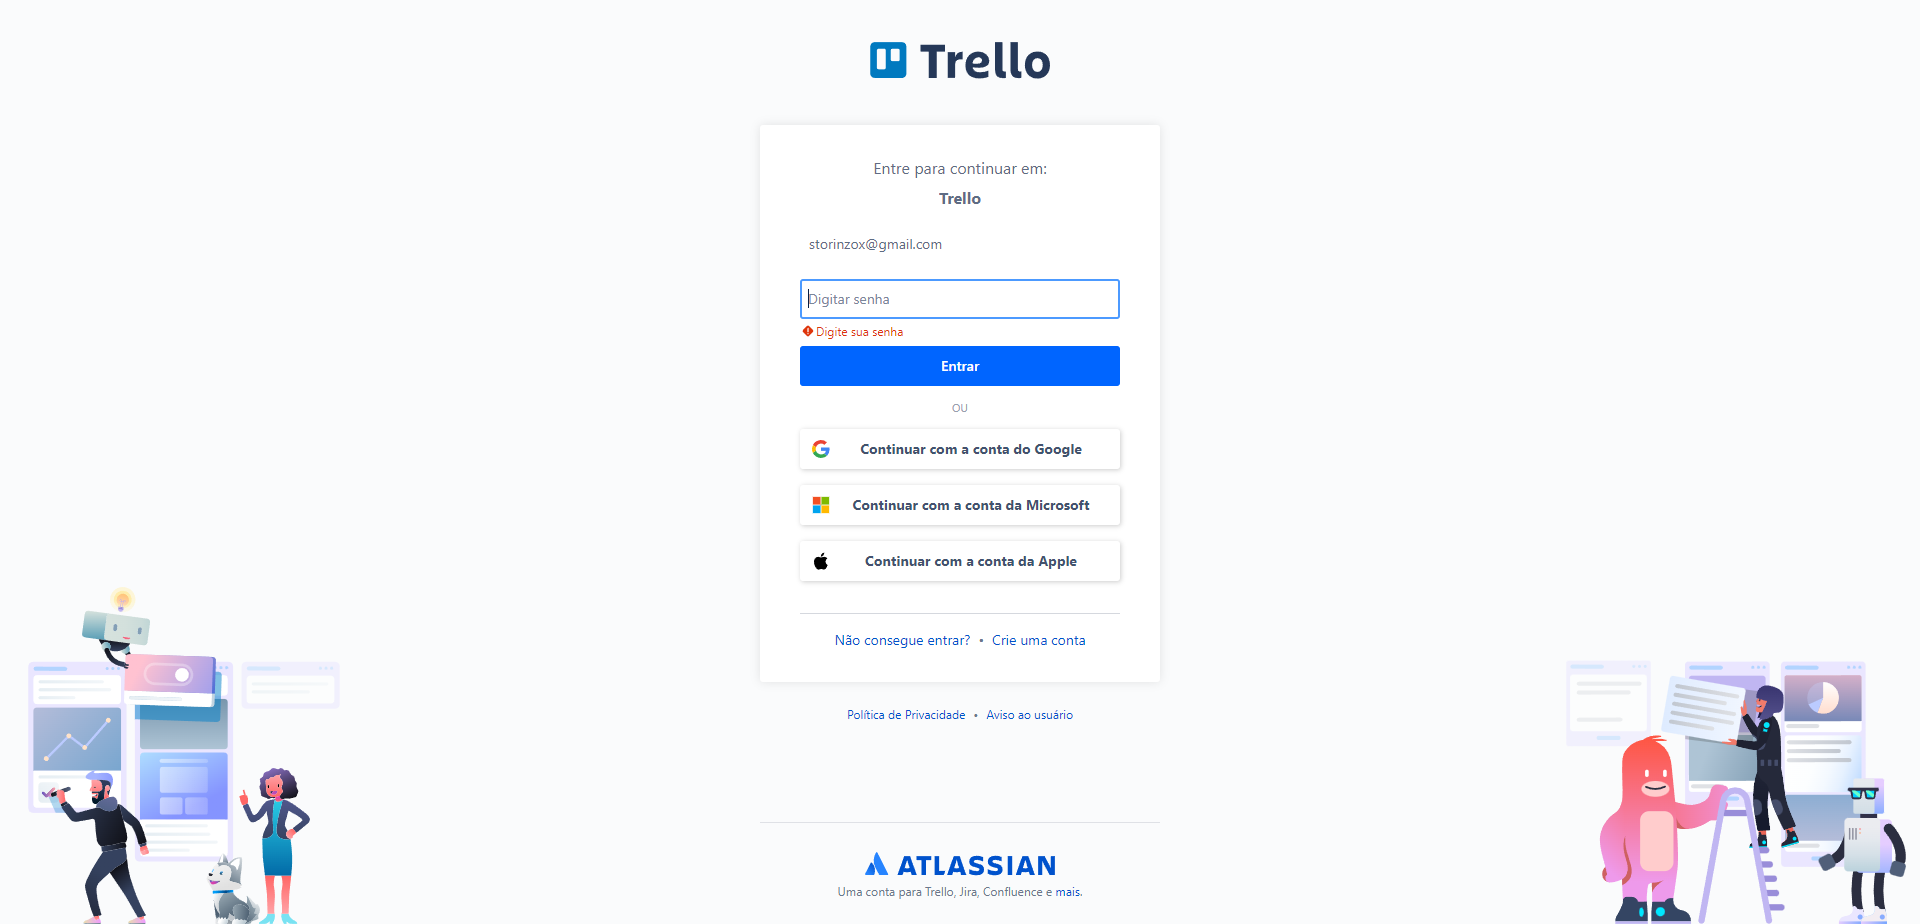 Trello
Entre para continuar em:
Trello
storinzox@gmail.com
Digitar senha
Digite sua senha
Entrar
OU
Continuar com a conta do Google
Continuar com a conta da Microsoft
Continuar com a conta da Apple
Não consegue entrar? • Crie uma conta
Política de Privacidade • Aviso ao usuário
ATLASSIAN
Uma conta para Trello, Jira, Confluence e mais.